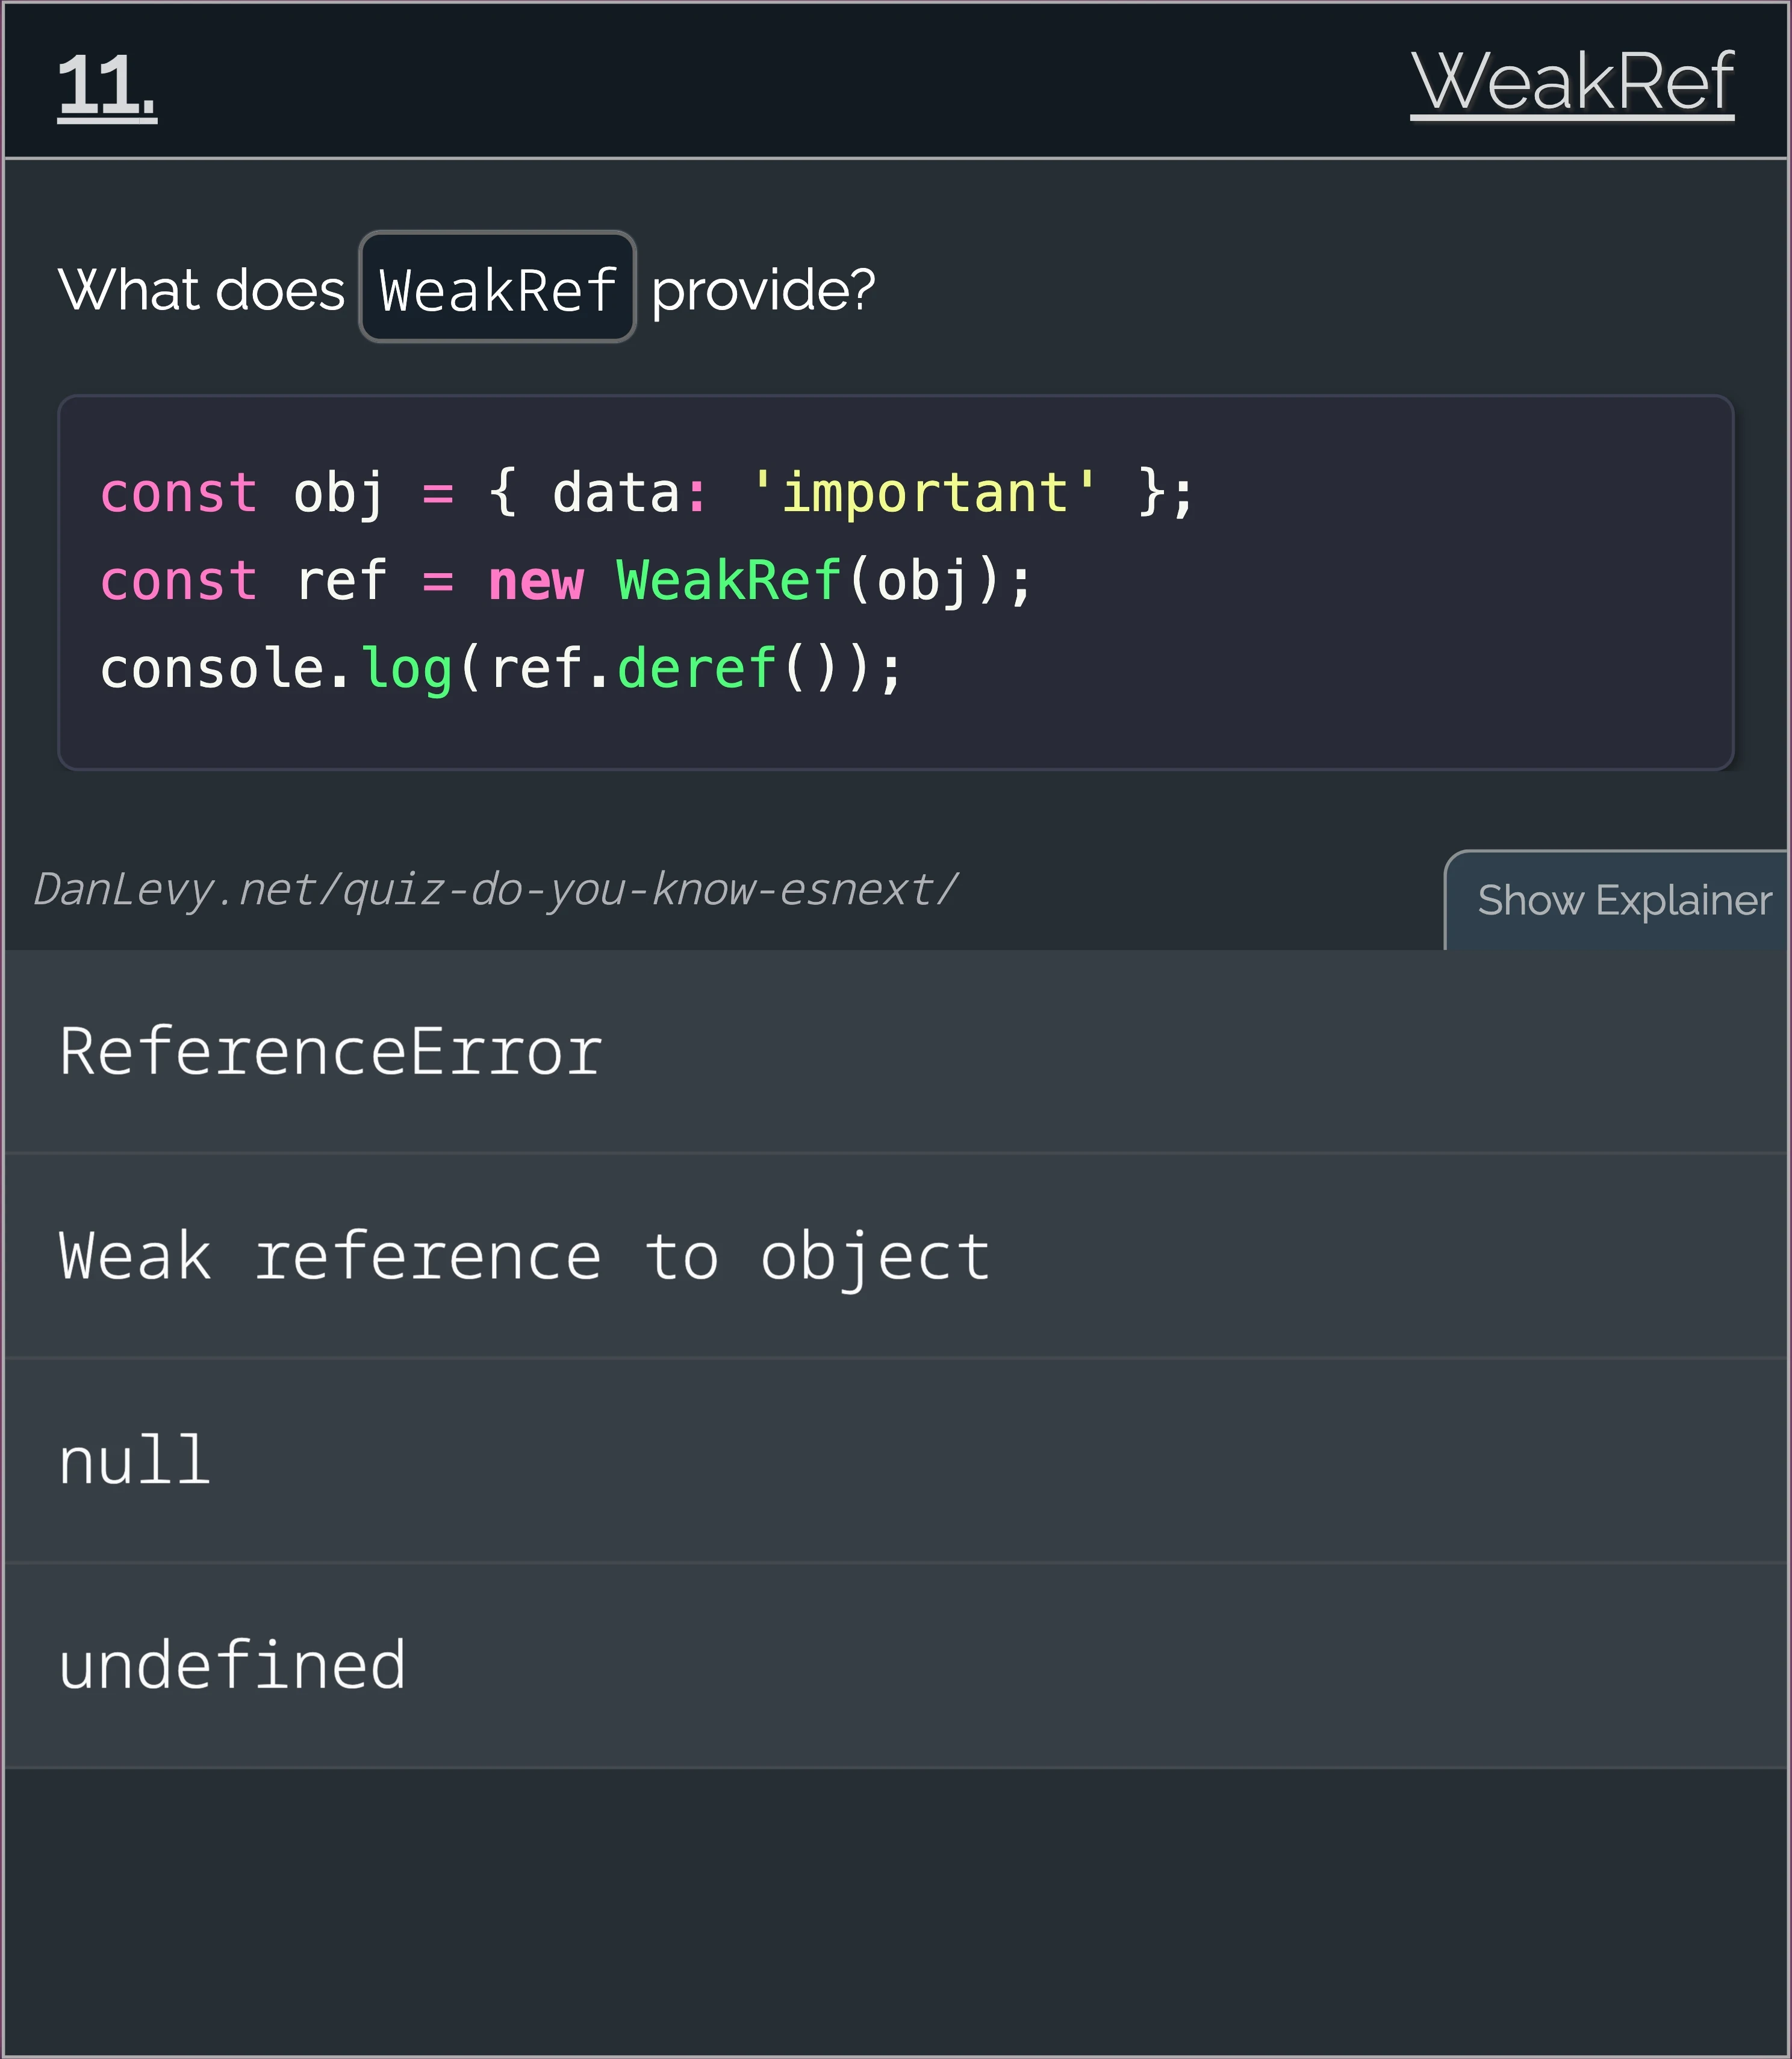 11.
WeakRef
What does WeakRef provide?
const obj = { data: 'important' };
const ref = new WeakRef(obj);
console.log(ref.deref());
DanLevy.net/quiz-do-you-know-esnext/
Show Explainer
ReferenceError
Weak reference to object
null
undefined